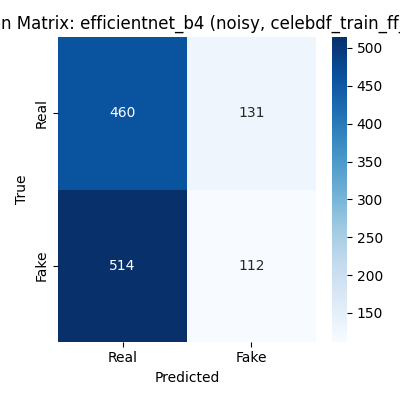 n Matrix: efficientnet_b4 (noisy, celebdf_train_ff_
Real
460
131
True
Fake
514
112
Real
Fake
Predicted
500
450
400
350
300
250
200
150